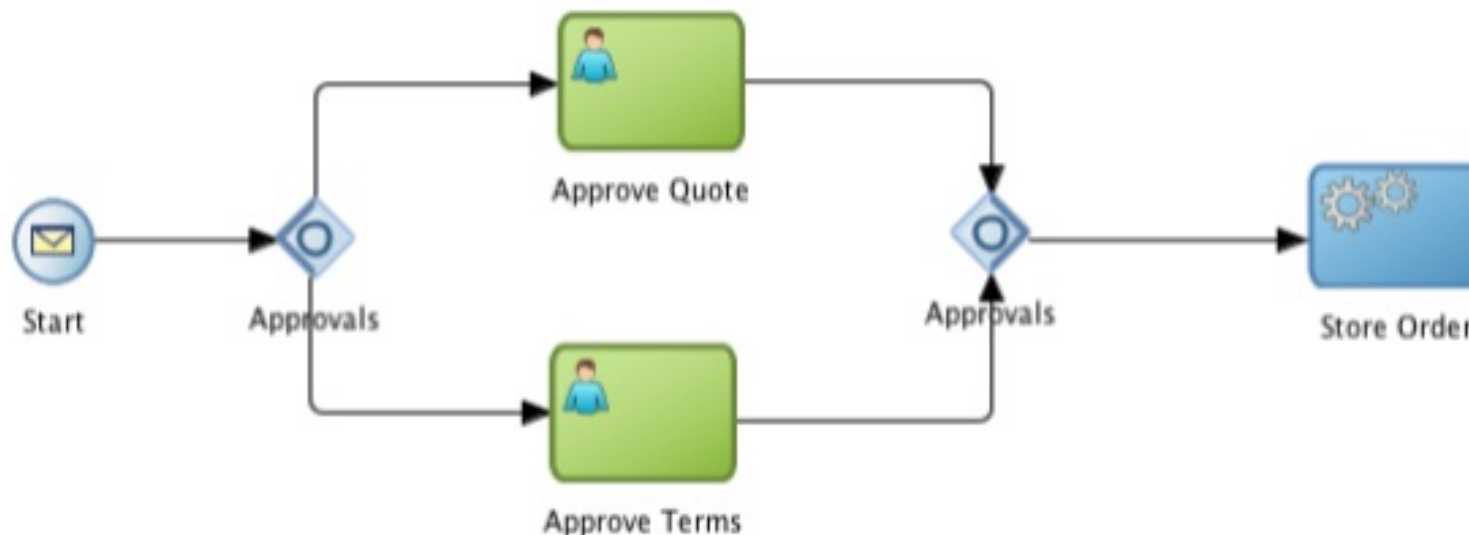 Approve Quote
Start
Approvals
Approvals
Store Order
Approve Terms